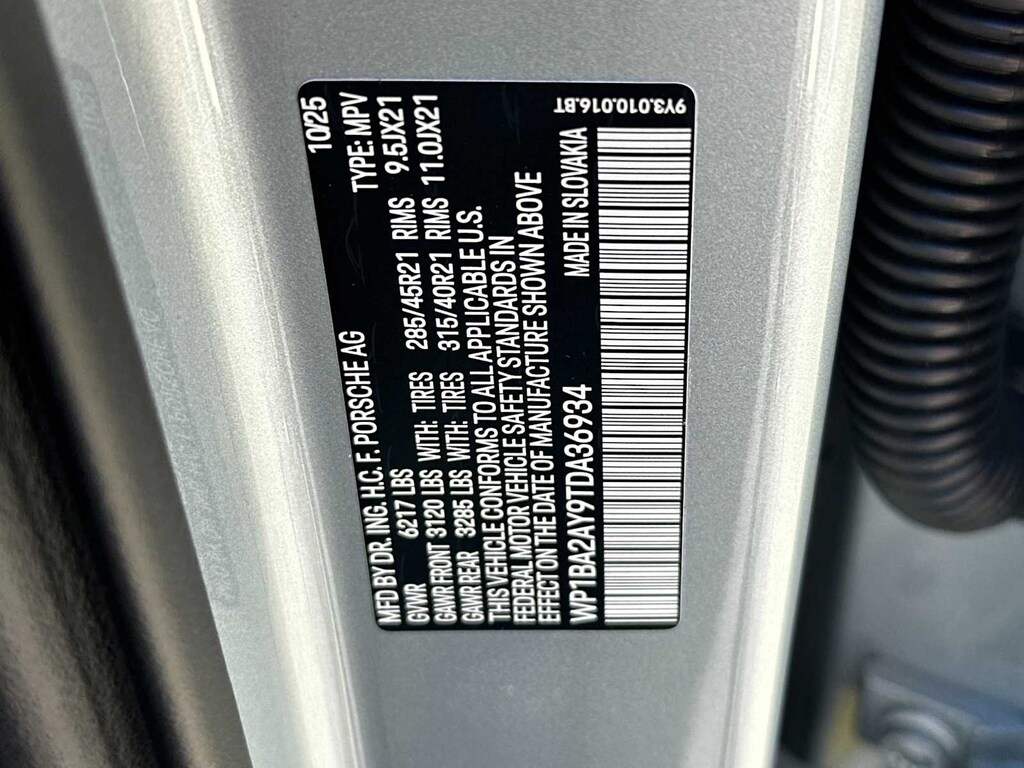 MFD BY DR. ING. H.C. F. PORSCHE AG 10/25
GVWR 6217 LBS TYPE: MPV
GAWR FRONT 3120 LBS WITH: TIRES 285/45R21 RIMS 9.5JX21
GAWR REAR 3285 LBS WITH: TIRES 315/40R21 RIMS 11.0JX21
THIS VEHICLE CONFORMS TO ALL APPLICABLE U.S.
FEDERAL MOTOR VEHICLE SAFETY STANDARDS IN
EFFECT ON THE DATE OF MANUFACTURE SHOWN ABOVE
WP1BA2AY9TDA36934 MADE IN SLOVAKIA
9Y3.010.016.BT